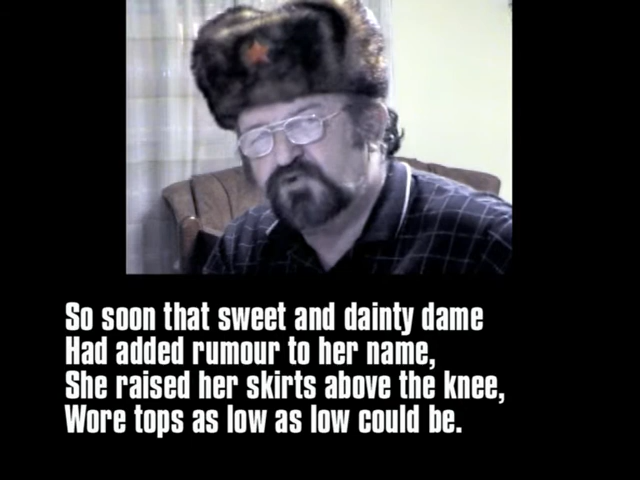 So soon that sweet and dainty dame
Had added rumour to her name,
She raised her skirts above the knee,
Wore tops as low as low could be.